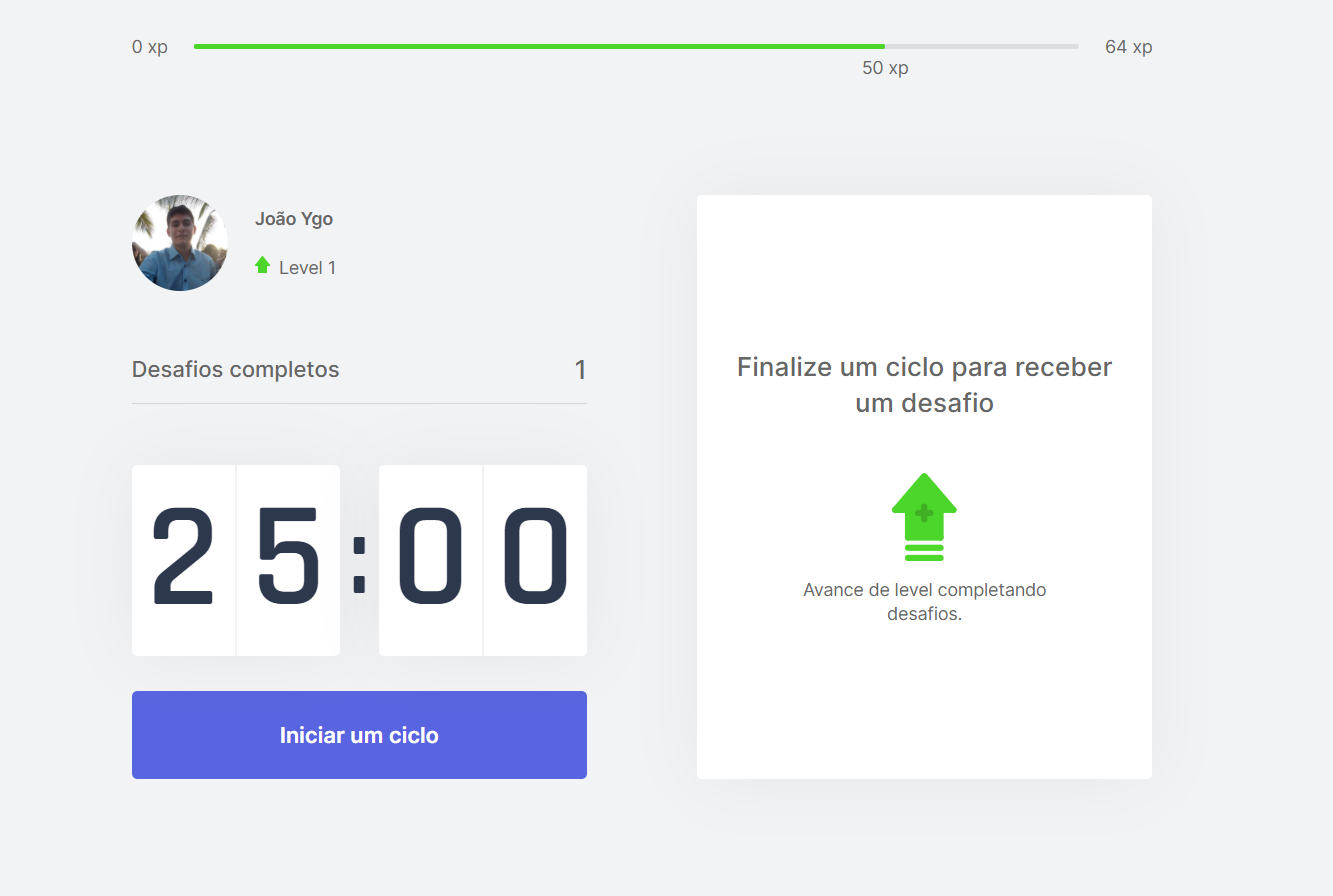 0 xp
64 xp
50 xp
João Ygo
Level 1
Desafios completos
1
25:00
Iniciar um ciclo
Finalize um ciclo para receber
um desafio
Avance de level completando
desafios.